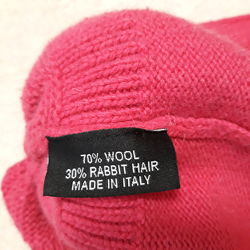 70% WOOL
30% RABBIT HAIR
MADE IN ITALY